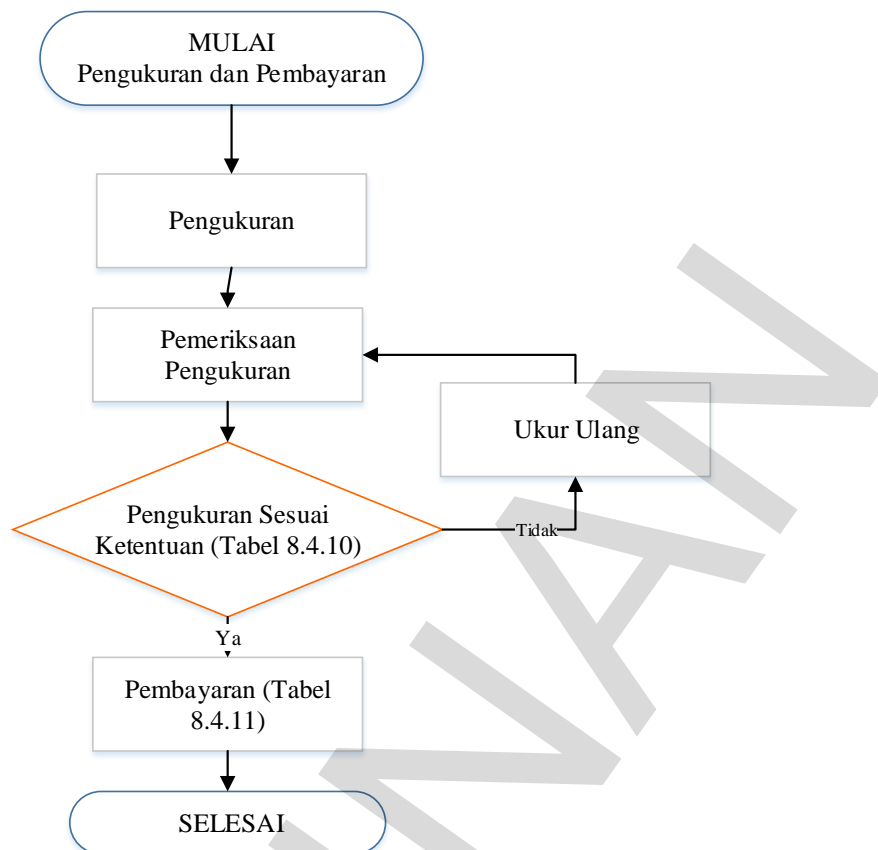 MULAI
Pengukuran dan Pembayaran
Pengukuran
Pemeriksaan
Pengukuran
Ukur Ulang
Pengukuran Sesuai
Ketentuan (Tabel 8.4.10)
Tidak
Ya
Pembayaran (Tabel
8.4.11)
SELESAI